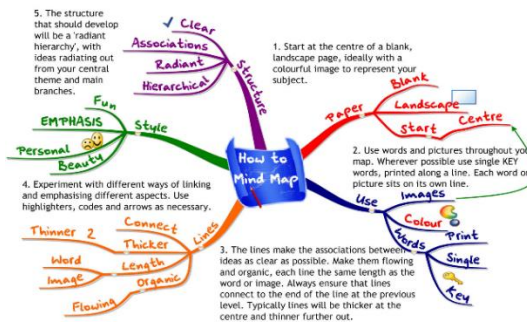 How to
Mind Map
1. Start at the centre of a blank,
landscape page, ideally with a
colourful image to represent your
subject.
Paper
Blank
Landscape
Start
Centre
2. Use words and pictures throughout you
map. Wherever possible use single KEY
words, printed along a line. Each word or
picture sits on its own line.
Use
Images
Colour
Words
Print
Single
Key
3. The lines make the associations between
ideas as clear as possible. Make them flowing
and organic, each line the same length as the
word or image. Always ensure that lines
connect to the end of the line at the previous
level. Typically lines will be thicker at the
centre and thinner further out.
Lines
Connect
Thinner 2 Thicker
Word
Image
Length
Organic
Flowing
4. Experiment with different ways of linking
and emphasising different aspects. Use
highlighters, codes and arrows as necessary.
Style
Fun
EMPHASIS
Personal
Beauty
5. The structure
that should develop
will be a 'radiant
hierarchy', with
ideas radiating out
from your central
theme and main
branches.
Structure
Clear
Associations
Radiant
Hierarchical